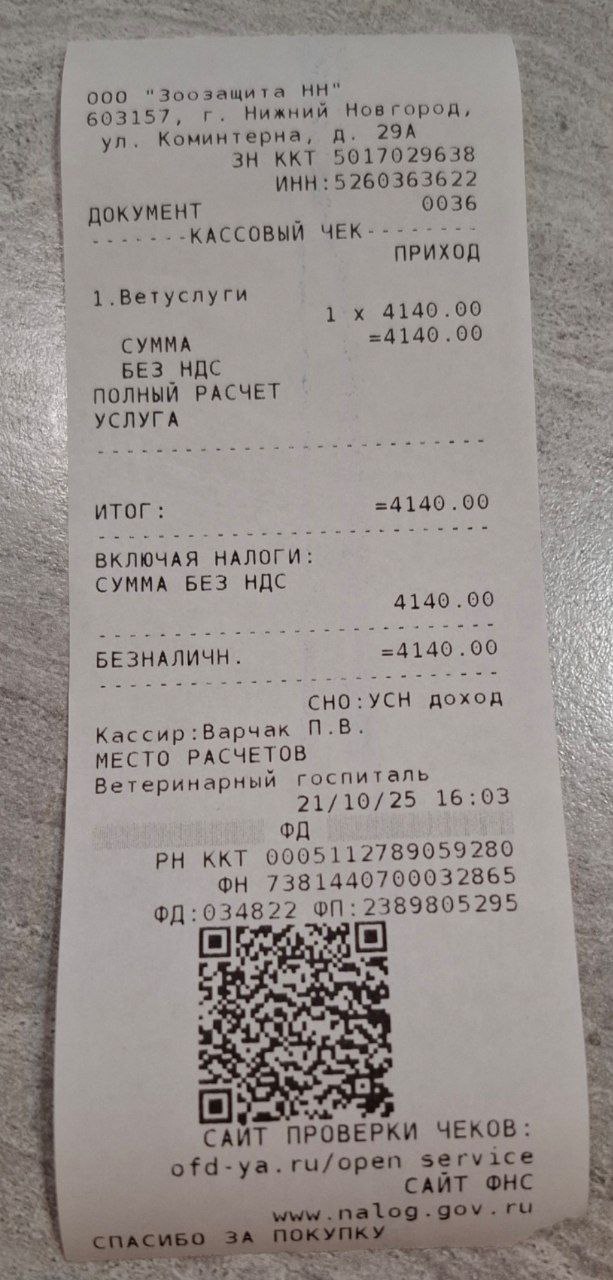 ООО "Зоозащита НН"
603157, г. Нижний Новгород,
ул. Коминтерна, д. 29А
ЗН ККТ 5017029638
ИНН:5260363622
ДОКУМЕНТ 0036
-------КАССОВЫЙ ЧЕК--------
ПРИХОД
1.Ветуслуги
1 x 4140.00
СУММА =4140.00
БЕЗ НДС
ПОЛНЫЙ РАСЧЕТ
УСЛУГА
ИТОГ: =4140.00
ВКЛЮЧАЯ НАЛОГИ:
СУММА БЕЗ НДС
4140.00
БЕЗНАЛИЧН. =4140.00
СНО:УСН доход
Кассир:Варчак П.В.
МЕСТО РАСЧЕТОВ
Ветеринарный госпиталь
21/10/25 16:03
ФД
РН ККТ 0005112789059280
ФН 7381440700032865
ФД:034822 ФП:2389805295
САЙТ ПРОВЕРКИ ЧЕКОВ:
ofd-ya.ru/open service
САЙТ ФНС
www.nalog.gov.ru
СПАСИБО ЗА ПОКУПКУ